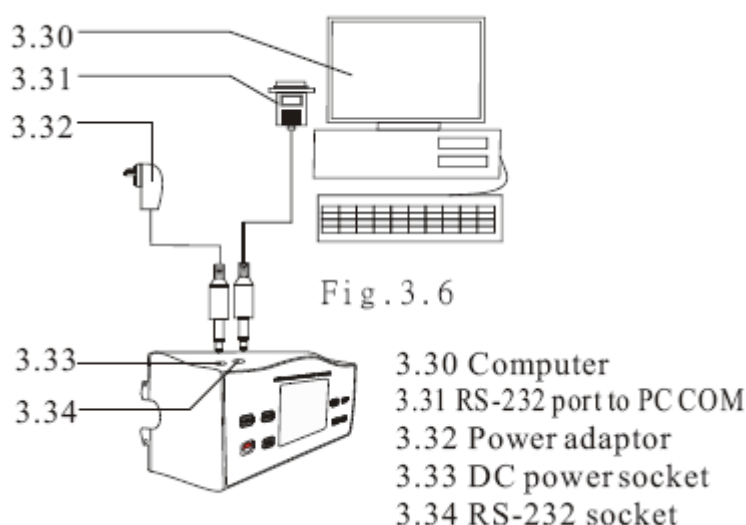 3.30
3.31
3.32
Fig.3.6
3.33
3.34
3.30 Computer
3.31 RS-232 port to PC COM
3.32 Power adaptor
3.33 DC power socket
3.34 RS-232 socket